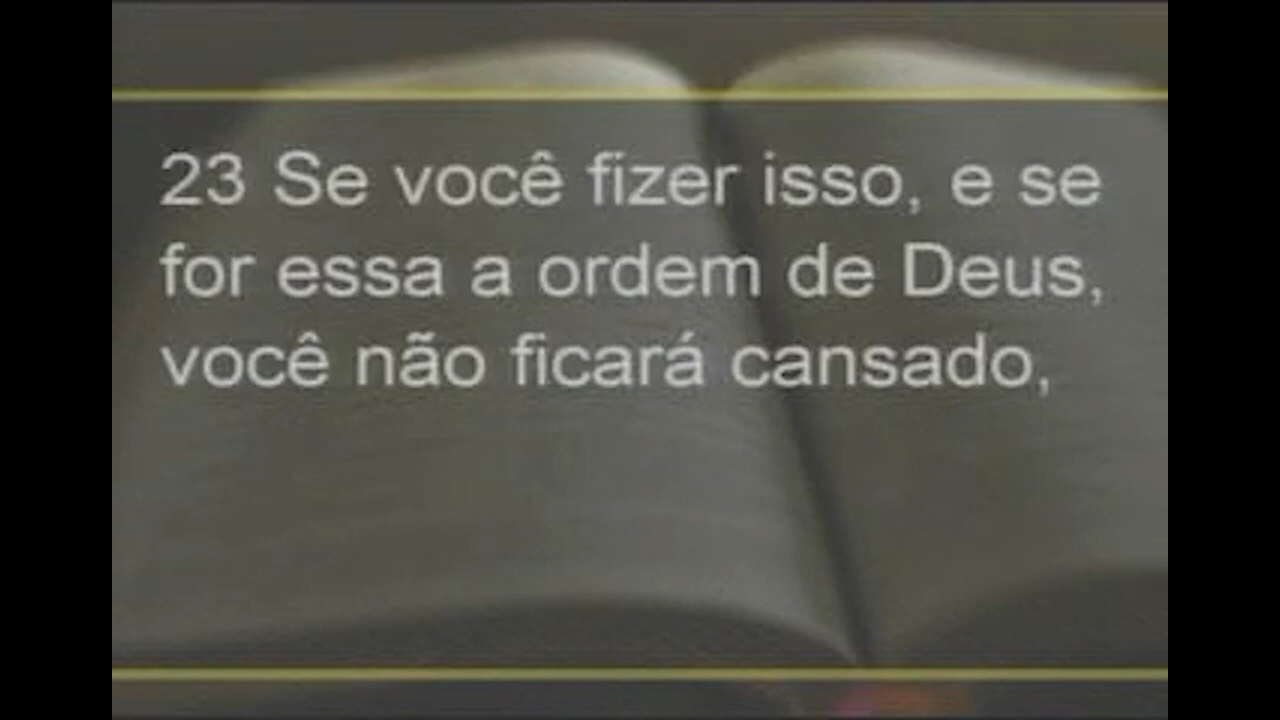 23 Se você fizer isso, e se
for essa a ordem de Deus,
você não ficará cansado,